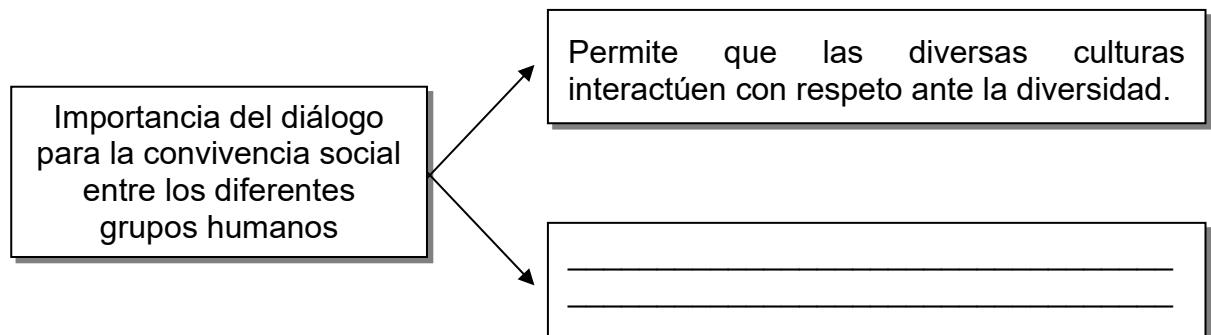 Permite que las diversas culturas
interactúen con respeto ante la diversidad.
Importancia del diálogo
para la convivencia social
entre los diferentes
grupos humanos